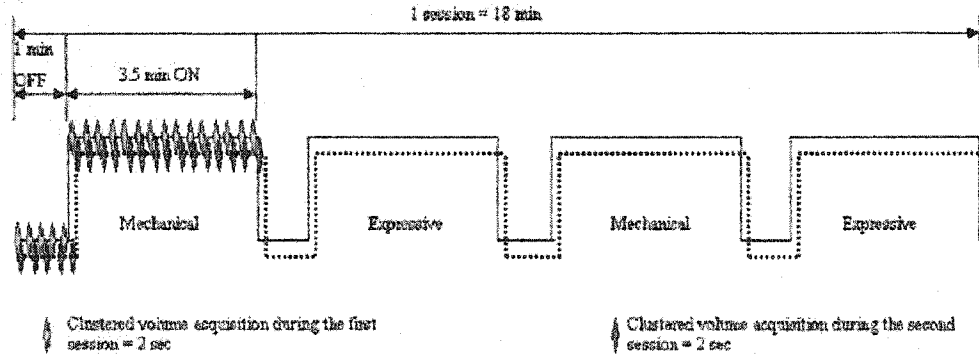 1 session = 18 min
1 min
OFF
3.5 min ON
Mechanical
Expressive
Mechanical
Expressive
Clustered volume acquisition during the first
session = 2 sec
Clustered volume acquisition during the second
session = 2 sec